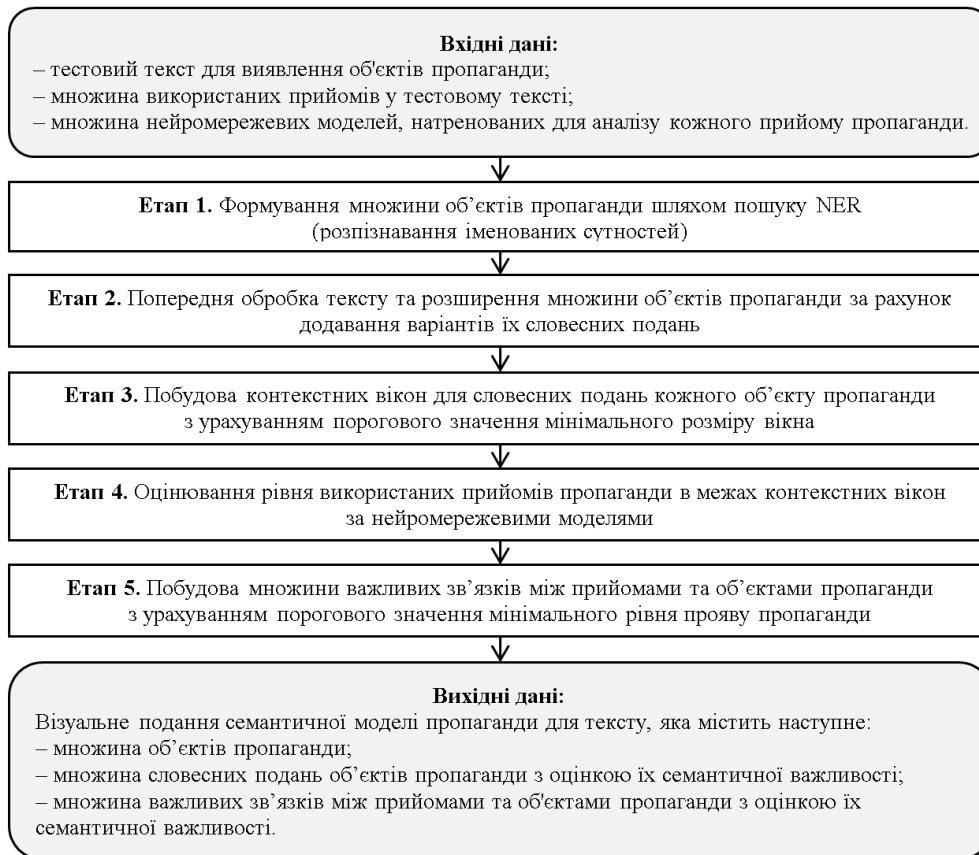 Вхідні дані:
– тестовий текст для виявлення об'єктів пропаганди;
– множина використаних прийомів у тестовому тексті;
– множина нейромережевих моделей, натренованих для аналізу кожного прийому пропаганди.
Етап 1. Формування множини об’єктів пропаганди шляхом пошуку NER
(розпізнавання іменованих сутностей)
Етап 2. Попередня обробка тексту та розширення множини об’єктів пропаганди за рахунок
додавання варіантів їх словесних подань
Етап 3. Побудова контекстних вікон для словесних подань кожного об’єкту пропаганди
з урахуванням порогового значення мінімального розміру вікна
Етап 4. Оцінювання рівня використаних прийомів пропаганди в межах контекстних вікон
за нейромережевими моделями
Етап 5. Побудова множини важливих зв’язків між прийомами та об’єктами пропаганди
з урахуванням порогового значення мінімального рівня прояву пропаганди
Вихідні дані:
Візуальне подання семантичної моделі пропаганди для тексту, яка містить наступне:
– множина об’єктів пропаганди;
– множина словесних подань об’єктів пропаганди з оцінкою їх семантичної важливості;
– множина важливих зв’язків між прийомами та об'єктами пропаганди з оцінкою їх
семантичної важливості.